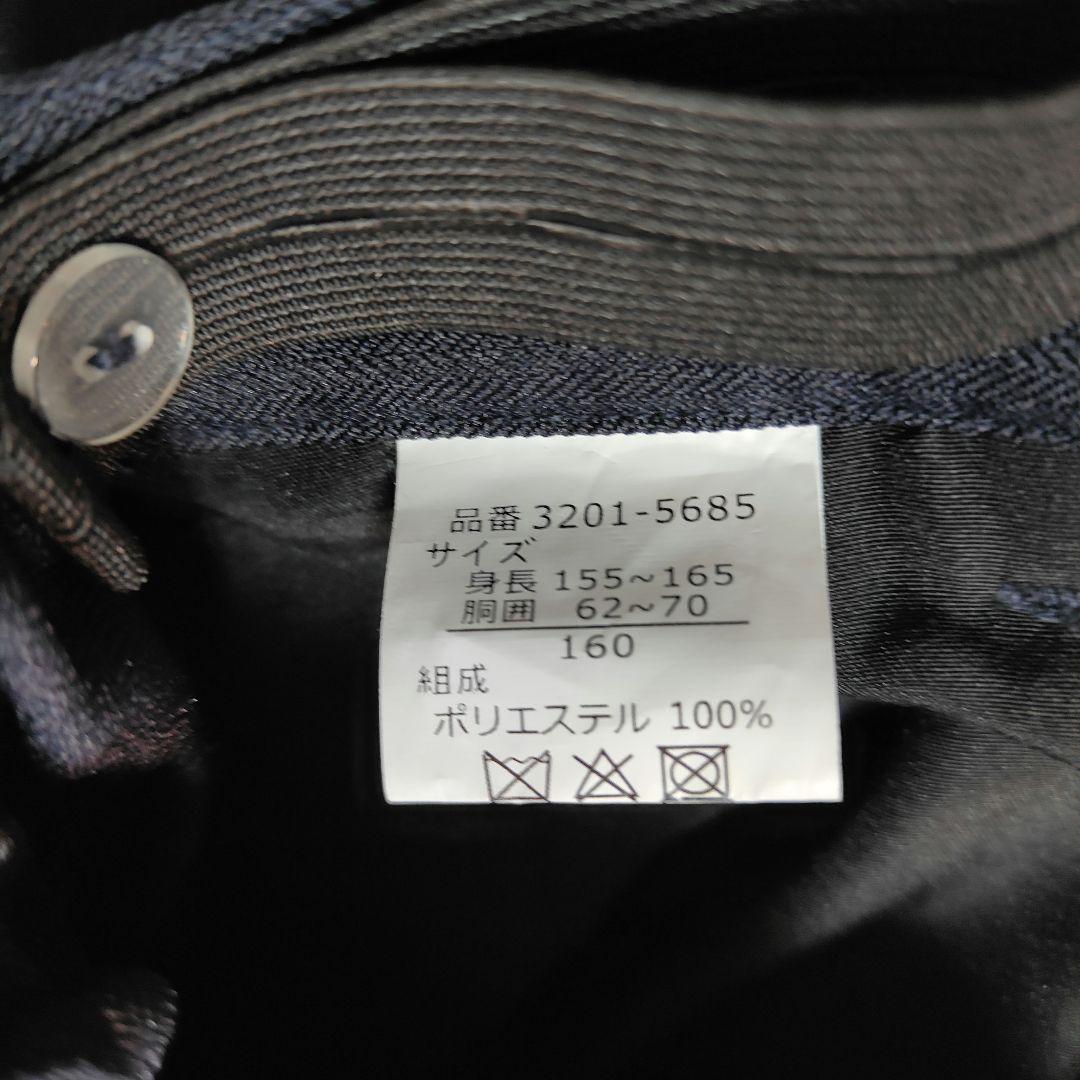 品番 3201-5685
サイズ
身長 155~165
胴囲 62~70
160
組成
ポリエステル 100%